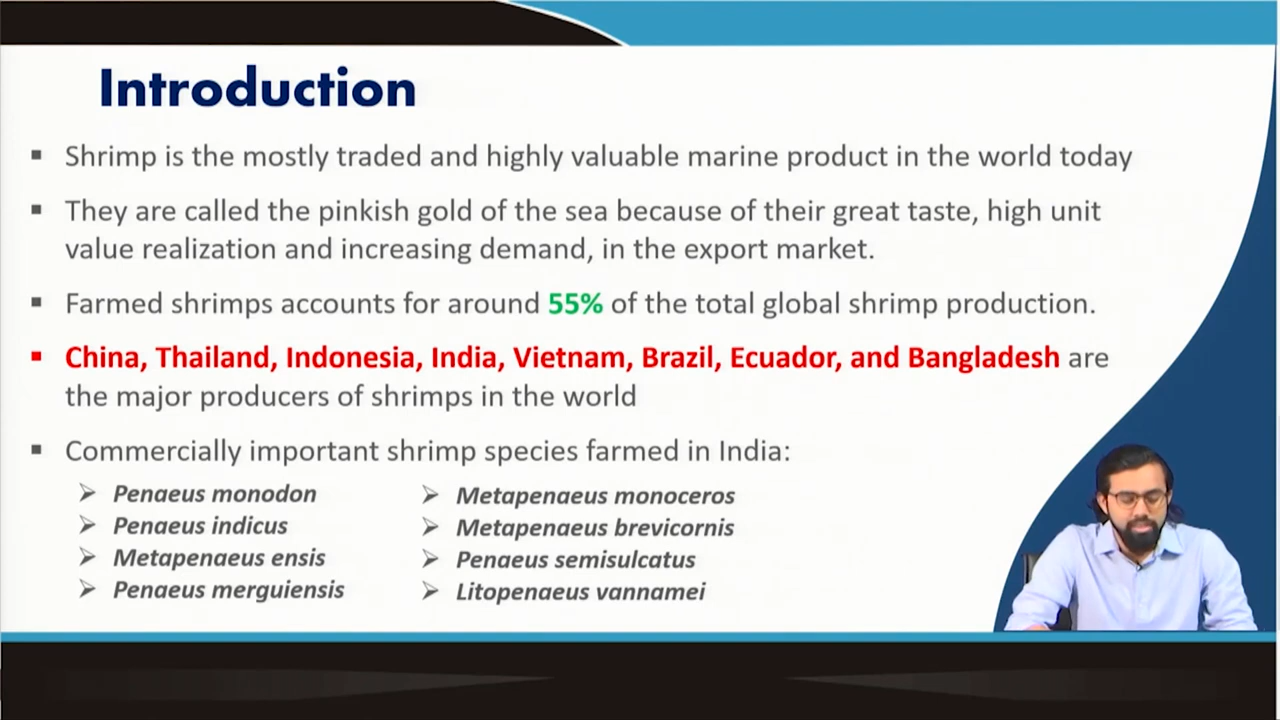 Introduction
Shrimp is the mostly traded and highly valuable marine product in the world today
They are called the pinkish gold of the sea because of their great taste, high unit
value realization and increasing demand, in the export market.
Farmed shrimps accounts for around 55% of the total global shrimp production.
China, Thailand, Indonesia, India, Vietnam, Brazil, Ecuador, and Bangladesh are
the major producers of shrimps in the world
Commercially important shrimp species farmed in India:
Penaeus monodon
Penaeus indicus
Metapenaeus ensis
Penaeus merguiensis
Metapenaeus monoceros
Metapenaeus brevicornis
Penaeus semisulcatus
Litopenaeus vannamei